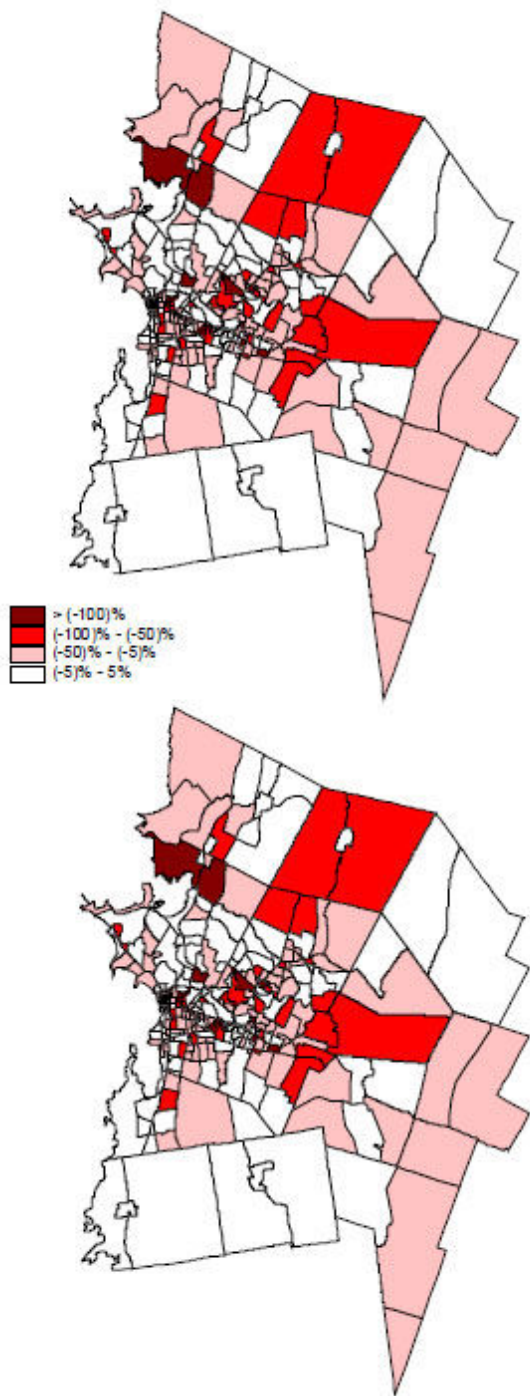 > (-100)%
(-100)% - (-50)%
(-50)% - (-5)%
(-5)% - 5%